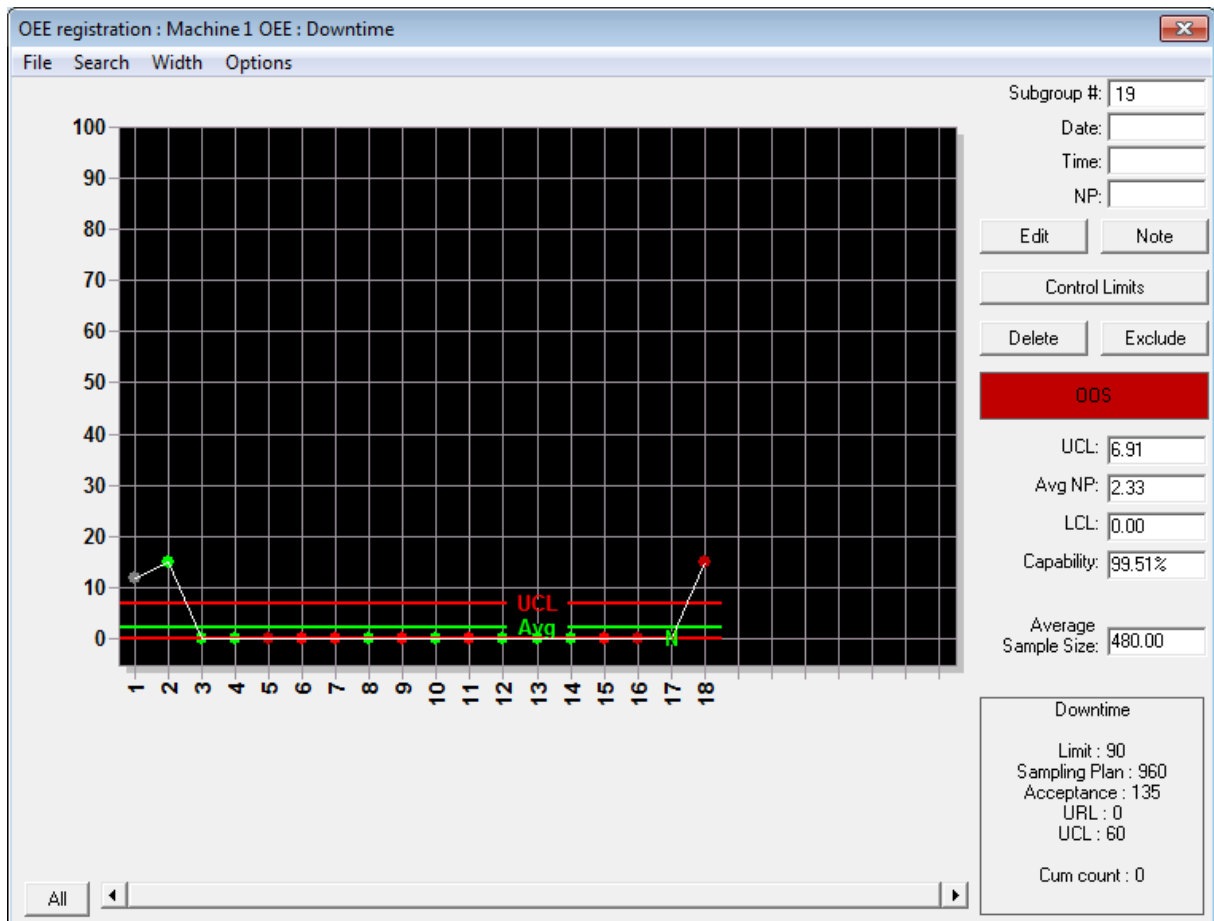 OEE registration : Machine 1 OEE : Downtime
File Search Width Options
Subgroup #: 19
Date:
Time:
NP:
Edit Note
Control Limits
Delete Exclude
OOS
UCL: 6.91
Avg NP: 2.33
LCL: 0.00
Capability: 99.51%
Average
Sample Size: 480.00
Downtime
Limit : 90
Sampling Plan : 960
Acceptance : 135
URL : 0
UCL : 60
Cum count : 0
100
90
80
70
60
50
40
30
20
10
0
UCL
Avg
N
1 2 3 4 5 6 7 8 9 10 11 12 13 14 15 16 17 18
All